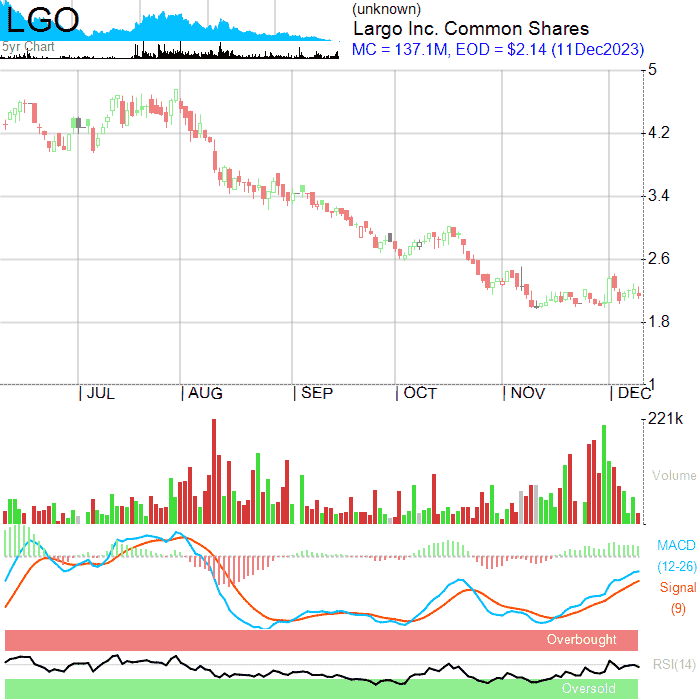 LGO
5yr Chart
(unknown)
Largo Inc. Common Shares
MC = 137.1M, EOD = $2.14 (11Dec2023)
5
4.2
3.4
2.6
1.8
1
JUL AUG SEP OCT NOV DEC
221k
Volume
MACD
(12-26)
Signal
(9)
Overbought
RSI(14)
Oversold